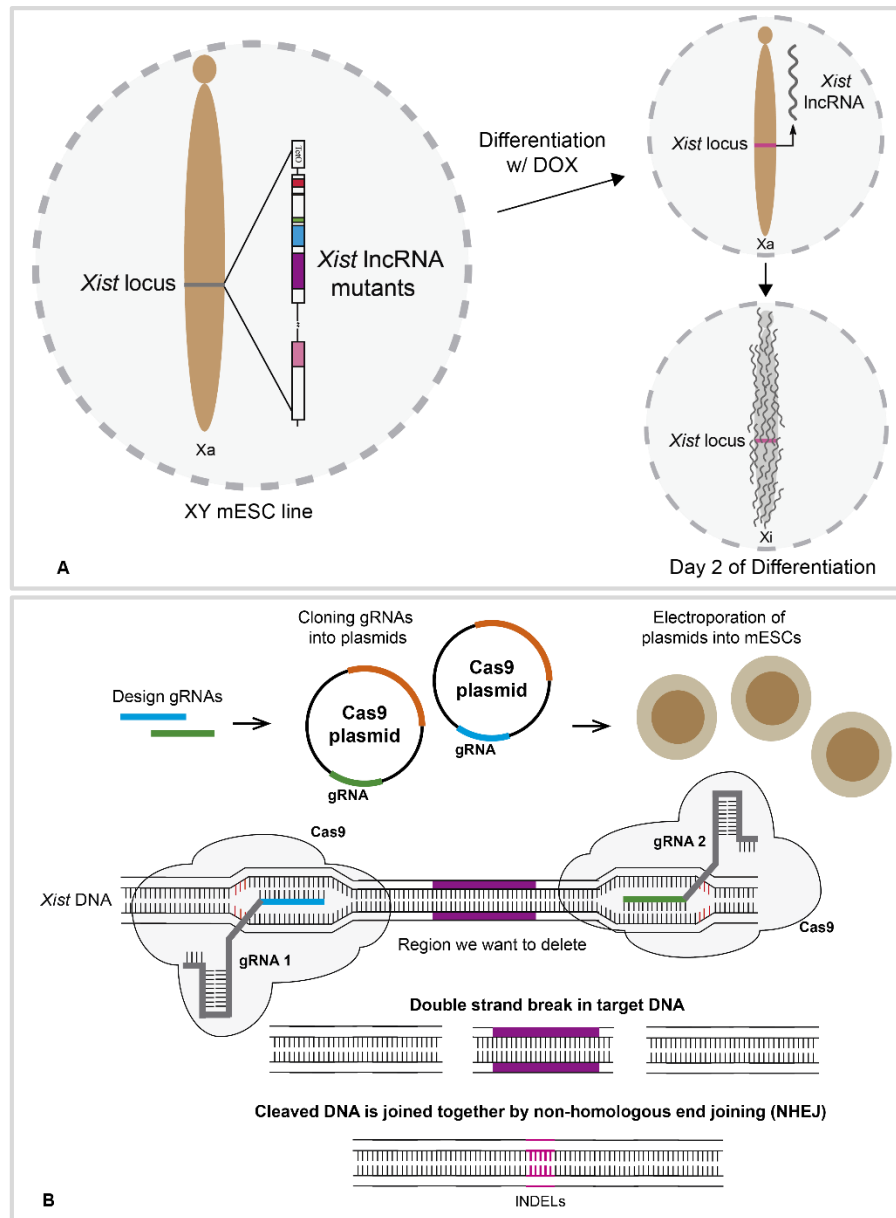 TetO
Xist locus
Xist lncRNA
mutants
Xa
XY mESC line
Differentiation
w/ DOX
Xist
lncRNA
Xist locus
Xa
Xist locus
Xi
Day 2 of Differentiation
A
Design gRNAs
Cloning gRNAs
into plasmids
Cas9
plasmid
gRNA
Cas9
plasmid
gRNA
Electroporation of
plasmids into mESCs
Cas9
gRNA 2
Xist DNA
gRNA 1
Region we want to delete
Cas9
Double strand break in target DNA
Cleaved DNA is joined together by non-homologous end joining (NHEJ)
INDELs
B